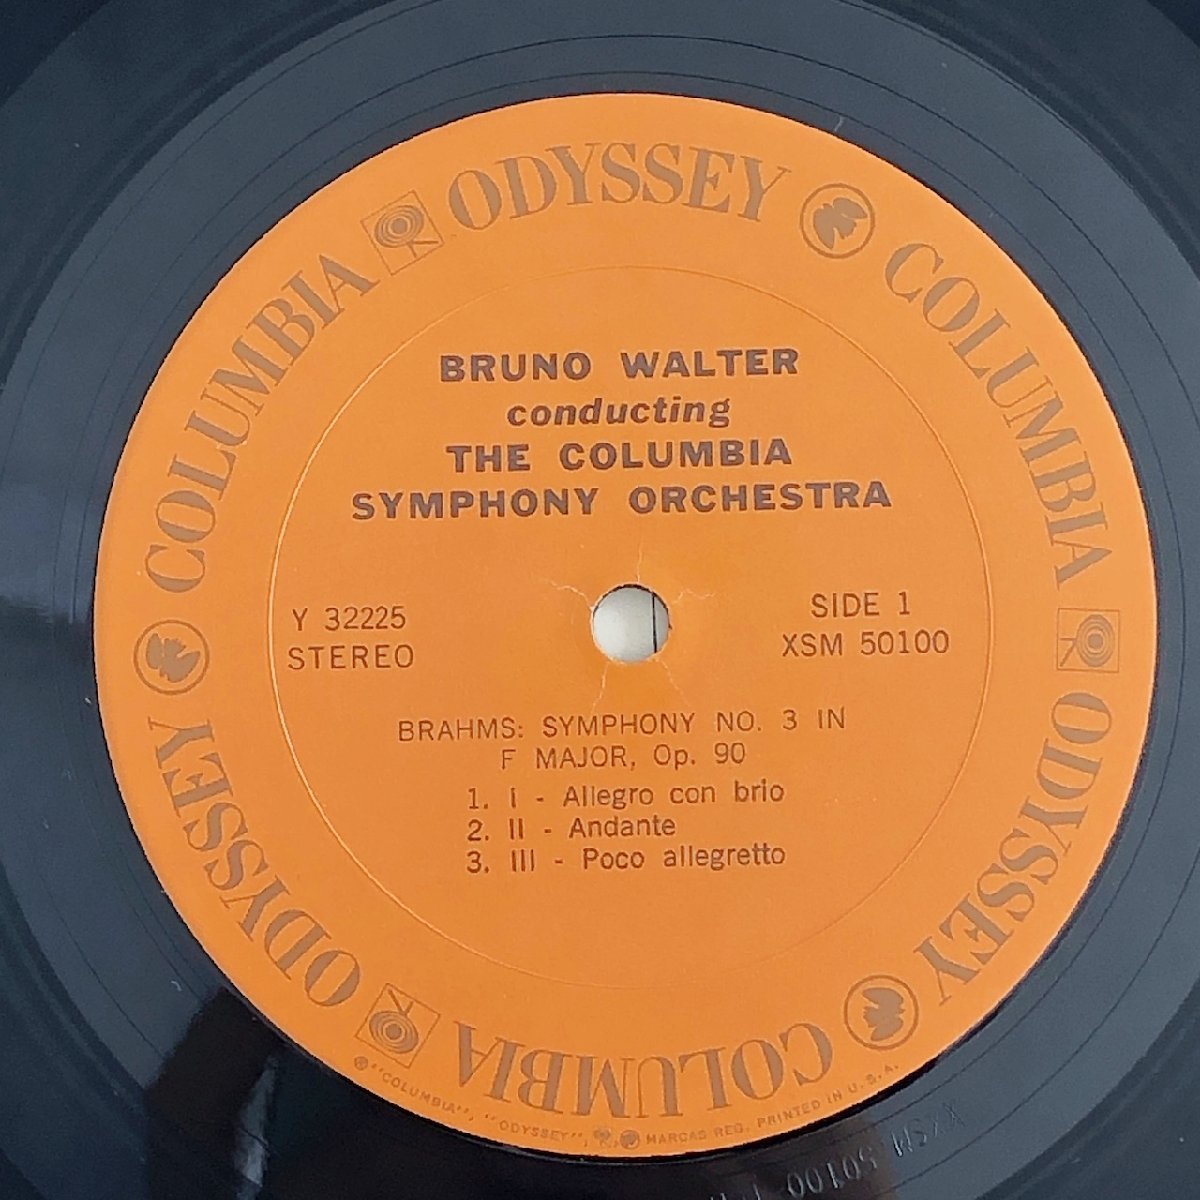 COLUMBIA ODYSSEY COLUMBIA ODYSSEY COLUMBIA ODYSSEY
BRUNO WALTER
conducting
THE COLUMBIA
SYMPHONY ORCHESTRA
Y 32225
STEREO
SIDE 1
XSM 50100
BRAHMS: SYMPHONY NO. 3 IN
F MAJOR, Op. 90
1. I - Allegro con brio
2. II - Andante
3. III - Poco allegretto
® "COLUMBIA", "ODYSSEY", MARCAS REG. PRINTED IN U.S.A.
XSM 50100